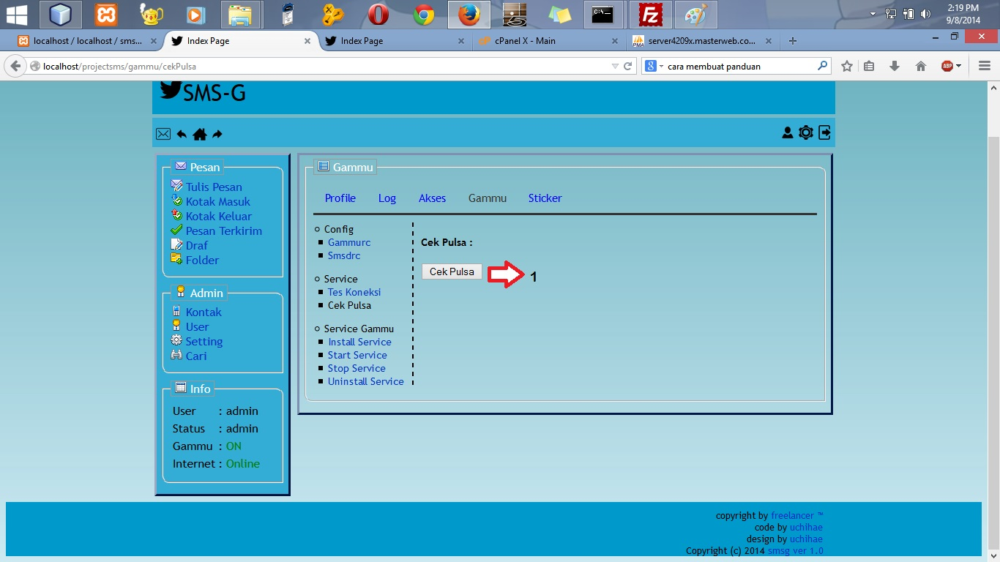 2:19 PM
9/8/2014
localhost / localhost / sms...
Index Page
Index Page
cPanel X - Main
server4209x.masterweb.co...
localhost/projectsms/gammu/cekPulsa
cara membuat panduan
ABP
SMS-G
Pesan
Tulis Pesan
Kotak Masuk
Kotak Keluar
Pesan Terkirim
Draf
Folder
Admin
Kontak
User
Setting
Cari
Info
User : admin
Status : admin
Gammu : ON
Internet : Online
Gammu
Profile Log Akses Gammu Sticker
Config
Gammurc
Smsdrc
Service
Tes Koneksi
Cek Pulsa
Service Gammu
Install Service
Start Service
Stop Service
Uninstall Service
Cek Pulsa :
Cek Pulsa 1
copyright by freelancer ™
code by uchihae
design by uchihae
Copyright (c) 2014 smsg ver 1.0